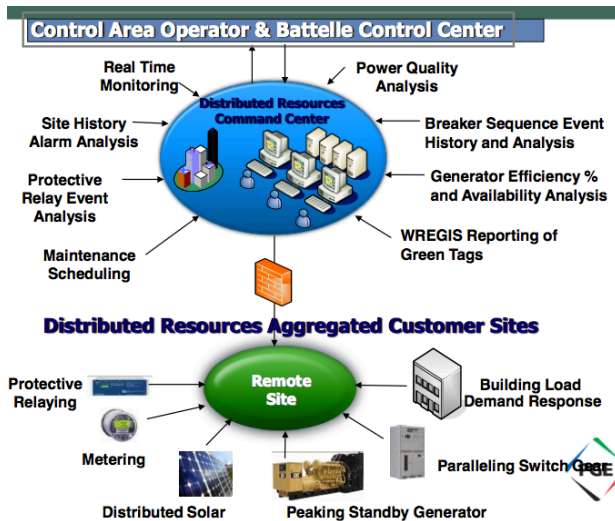 Control Area Operator & Battelle Control Center
Real Time
Monitoring
Power Quality
Analysis
Distributed Resources
Command Center
Site History
Alarm Analysis
Breaker Sequence Event
History and Analysis
Protective
Relay Event
Analysis
Generator Efficiency %
and Availability Analysis
Maintenance
Scheduling
WREGIS Reporting of
Green Tags
Distributed Resources Aggregated Customer Sites
Protective
Relaying
Remote
Site
Building Load
Demand Response
Metering
Paralleling Switch Gear
PGE
Distributed Solar
Peaking Standby Generator